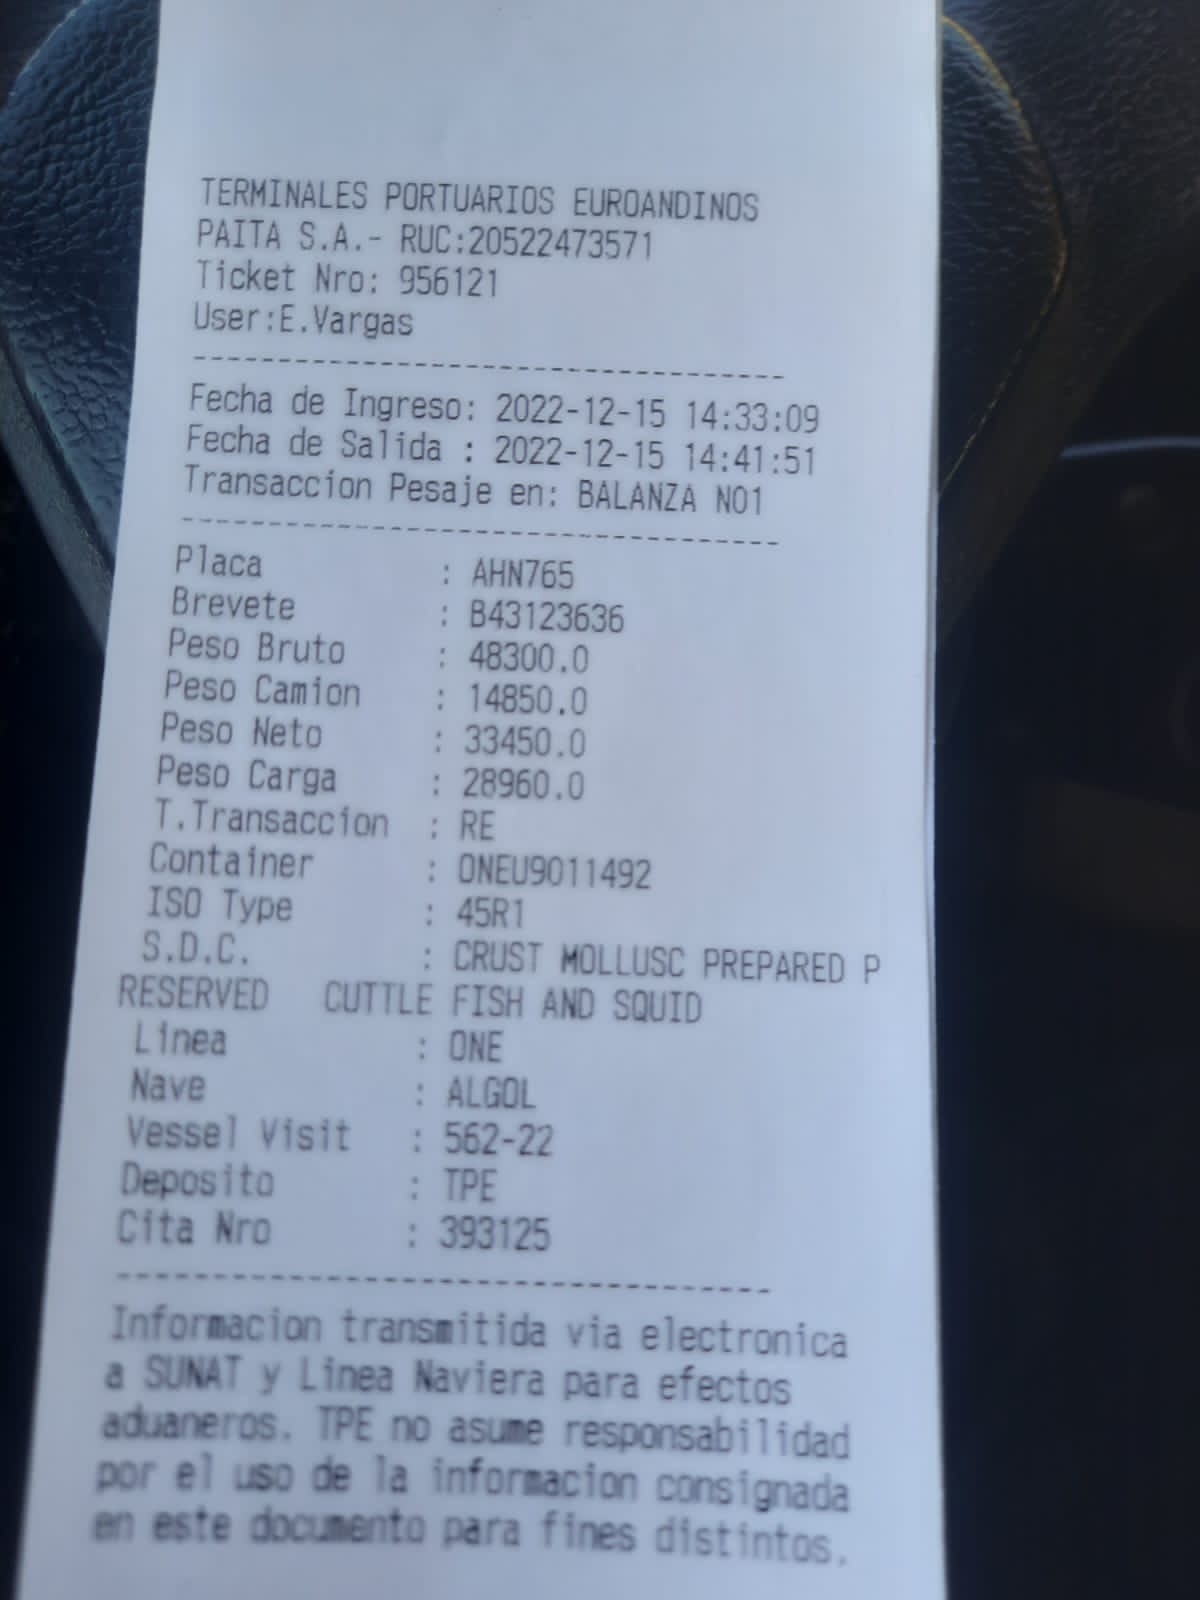 TERMINALES PORTUARIOS EUROANDINOS
PAITA S.A.- RUC:20522473571
Ticket Nro: 956121
User:E.Vargas
-----------------------------------
Fecha de Ingreso: 2022-12-15 14:33:09
Fecha de Salida : 2022-12-15 14:41:51
Transaccion Pesaje en: BALANZA NO1
-----------------------------------
Placa : AHN765
Brevete : B43123636
Peso Bruto : 48300.0
Peso Camion : 14850.0
Peso Neto : 33450.0
Peso Carga : 28960.0
T.Transaccion : RE
Container : ONEU9011492
ISO Type : 45R1
S.D.C. : CRUST MOLLUSC PREPARED P
RESERVED CUTTLE FISH AND SQUID
Linea : ONE
Nave : ALGOL
Vessel Visit : 562-22
Deposito : TPE
Cita Nro : 393125
-----------------------------------
Informacion transmitida via electronica
a SUNAT y Linea Naviera para efectos
aduaneros. TPE no asume responsabilidad
por el uso de la informacion consignada
en este documento para fines distintos.